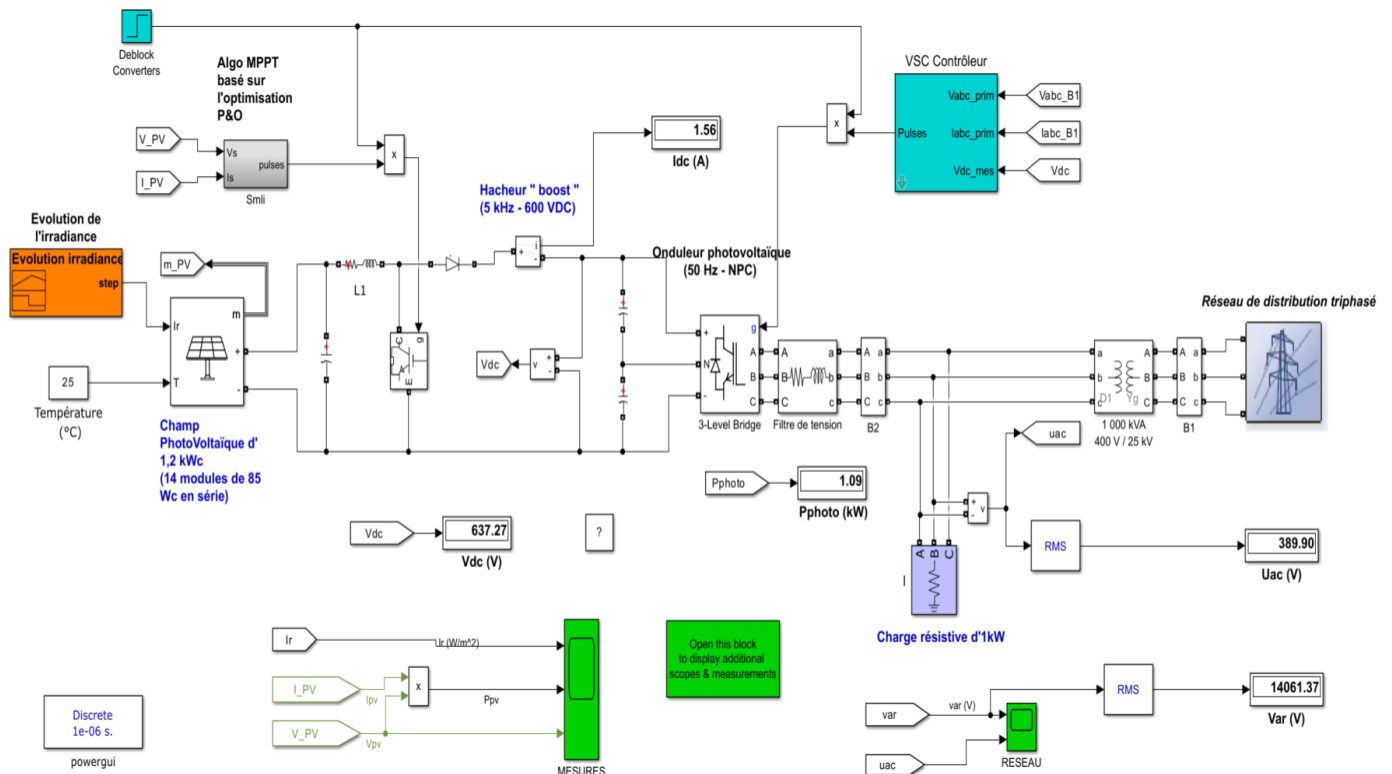 Deblock
Converters
Algo MPPT
basé sur
l'optimisation
P&O
V_PV
I_PV
Vs
Is
pulses
Smli
x
Hacheur " boost "
(5 kHz - 600 VDC)
1.56
Idc (A)
x
VSC Contrôleur
Pulses
Vabc_prim
Iabc_prim
Vdc_mes
Vabc_B1
Iabc_B1
Vdc
Evolution de
l'irradiance
Evolution irradiance
step
m_PV
Ir
T
m
+
-
25
Température
(°C)
Champ
PhotoVoltaïque d'
1,2 kWc
(14 modules de 85
Wc en série)
L1
C
g
E
+
i
-
Vdc
v
+
-
Onduleur photovoltaïque
(50 Hz - NPC)
g
+
N
-
A
B
C
3-Level Bridge
A
B
C
a
b
c
Filtre de tension
A
B
C
a
b
c
B2
a
b
c
D1
Yg
A
B
C
1 000 kVA
400 V / 25 kV
A
B
C
a
b
c
B1
Réseau de distribution triphasé
uac
Pphoto
1.09
Pphoto (kW)
+
-
v
RMS
389.90
Uac (V)
A
B
C
Charge résistive d'1kW
Vdc
637.27
Vdc (V)
?
Ir
Ir (W/m^2)
I_PV
Ipv
x
Ppv
V_PV
Vpv
MESURES
Open this block
to display additional
scopes & measurements
var
var (V)
uac
RESEAU
RMS
14061.37
Var (V)
Discrete
1e-06 s.
powergui